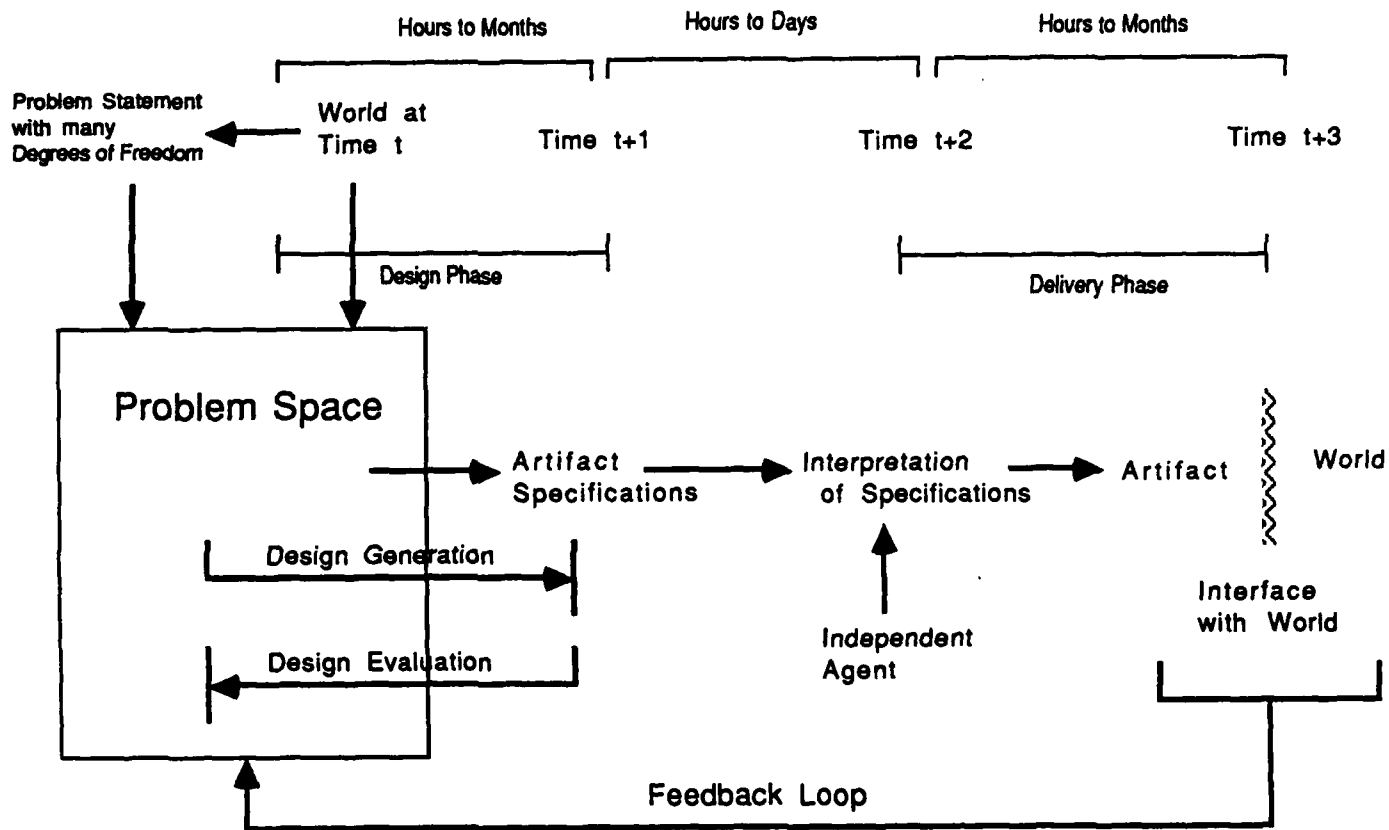 Hours to Months
Hours to Days
Hours to Months
Problem Statement
with many
Degrees of Freedom
World at
Time t
Time t+1
Time t+2
Time t+3
Design Phase
Delivery Phase
Problem Space
Artifact
Specifications
Interpretation
of Specifications
Artifact
World
Design Generation
Design Evaluation
Independent
Agent
Interface
with World
Feedback Loop